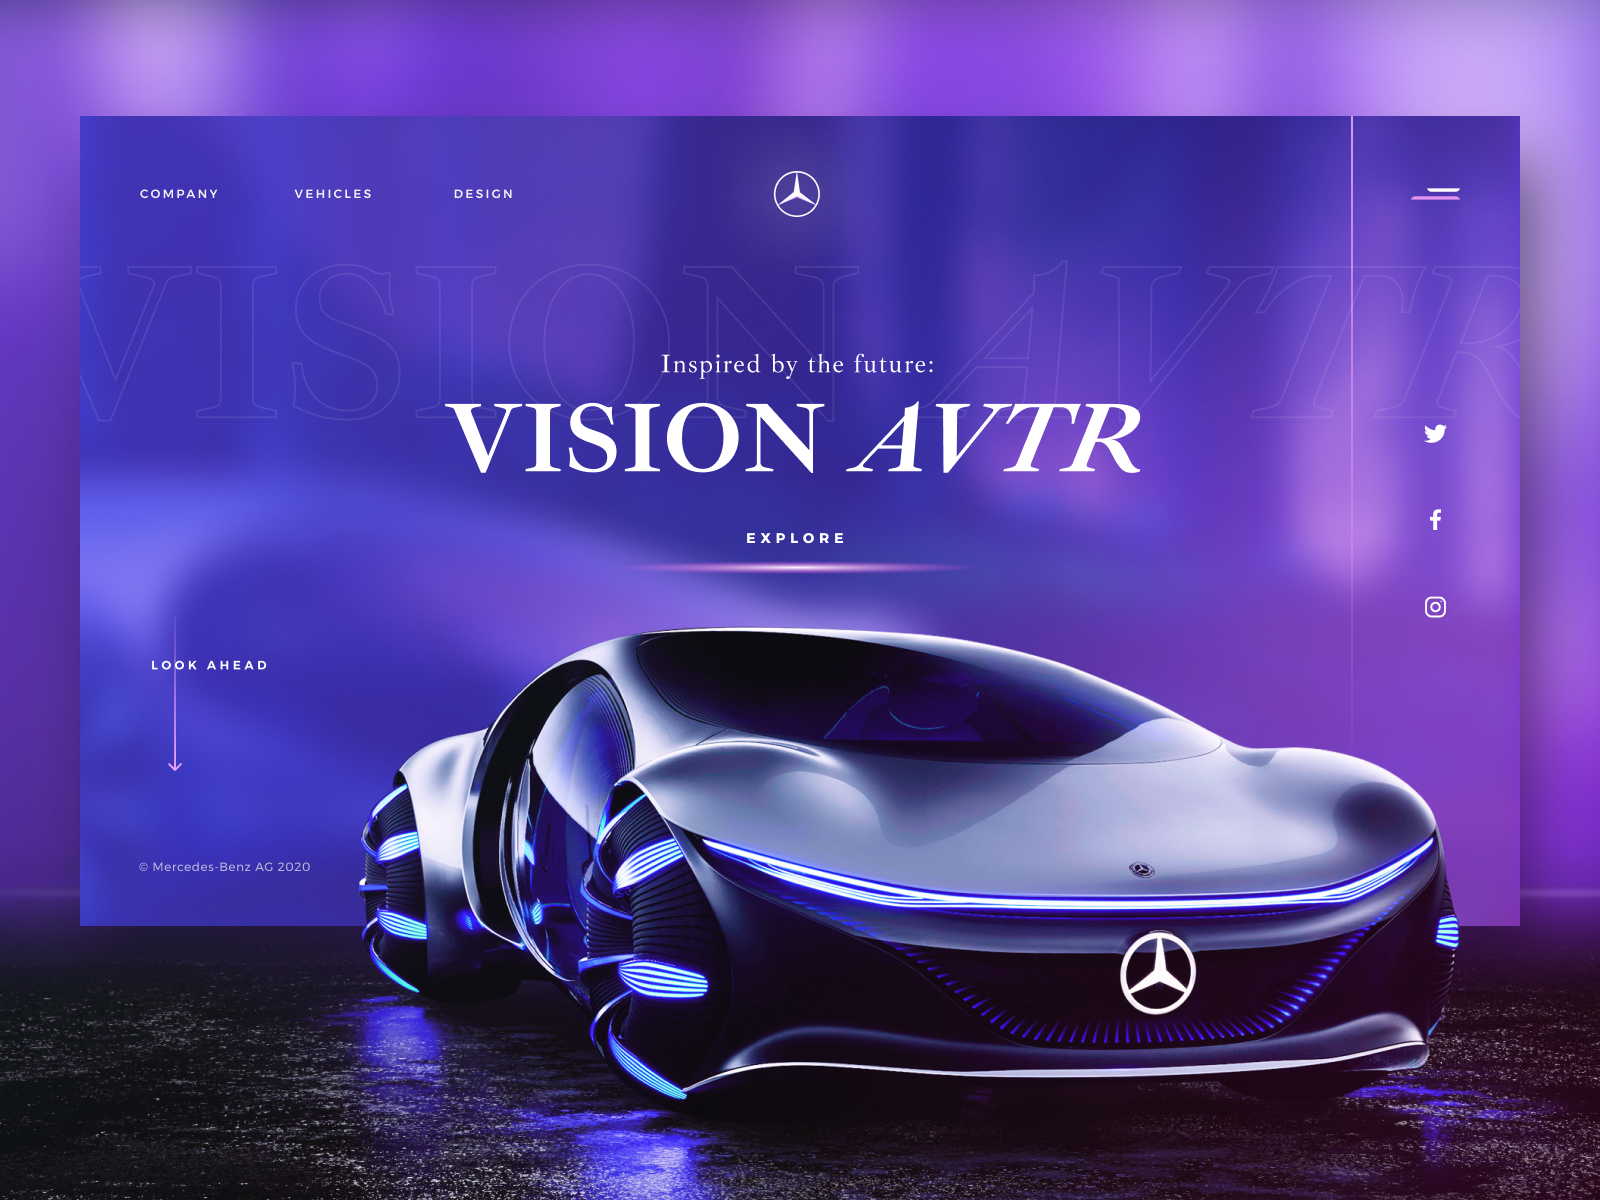 COMPANY
VEHICLES
DESIGN
VISION AVTR
Inspired by the future:
VISION AVTR
EXPLORE
LOOK AHEAD
© Mercedes-Benz AG 2020